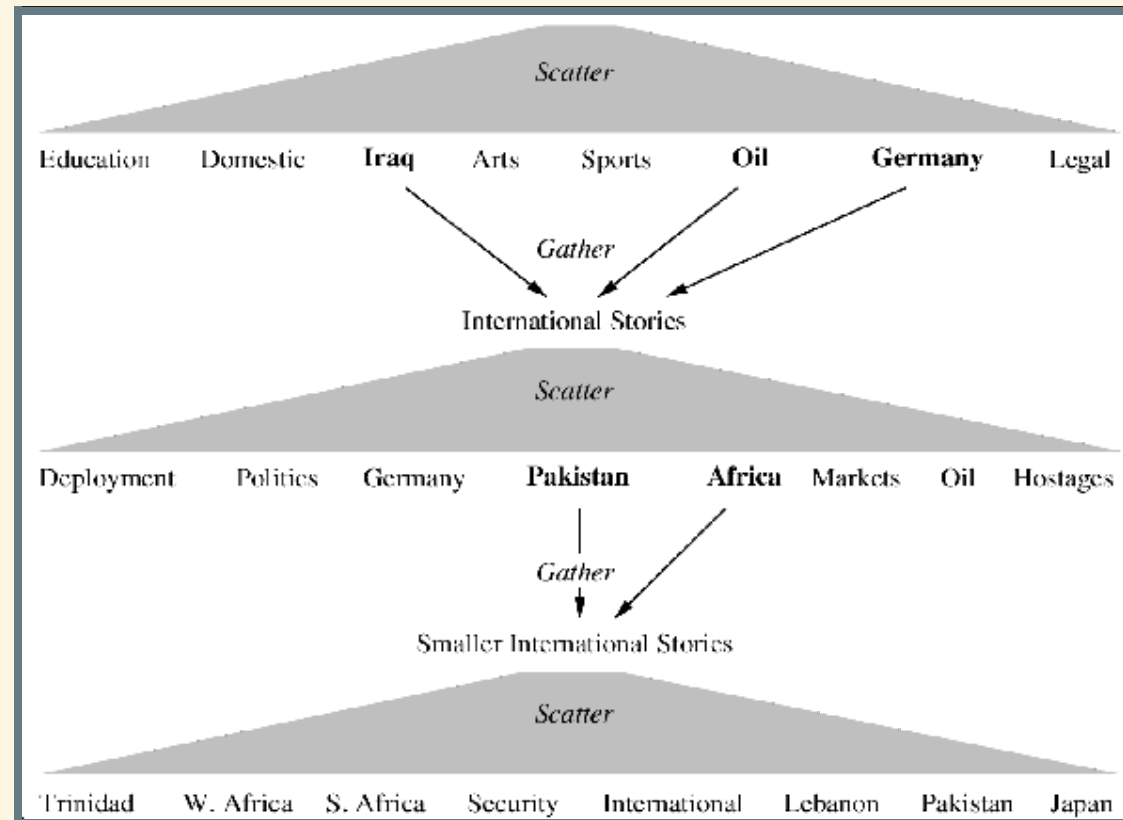 Scatter
Education Domestic Iraq Arts Sports Oil Germany Legal
Gather
International Stories
Scatter
Deployment Politics Germany Pakistan Africa Markets Oil Hostages
Gather
Smaller International Stories
Scatter
Trinidad W. Africa S. Africa Security International Lebanon Pakistan Japan